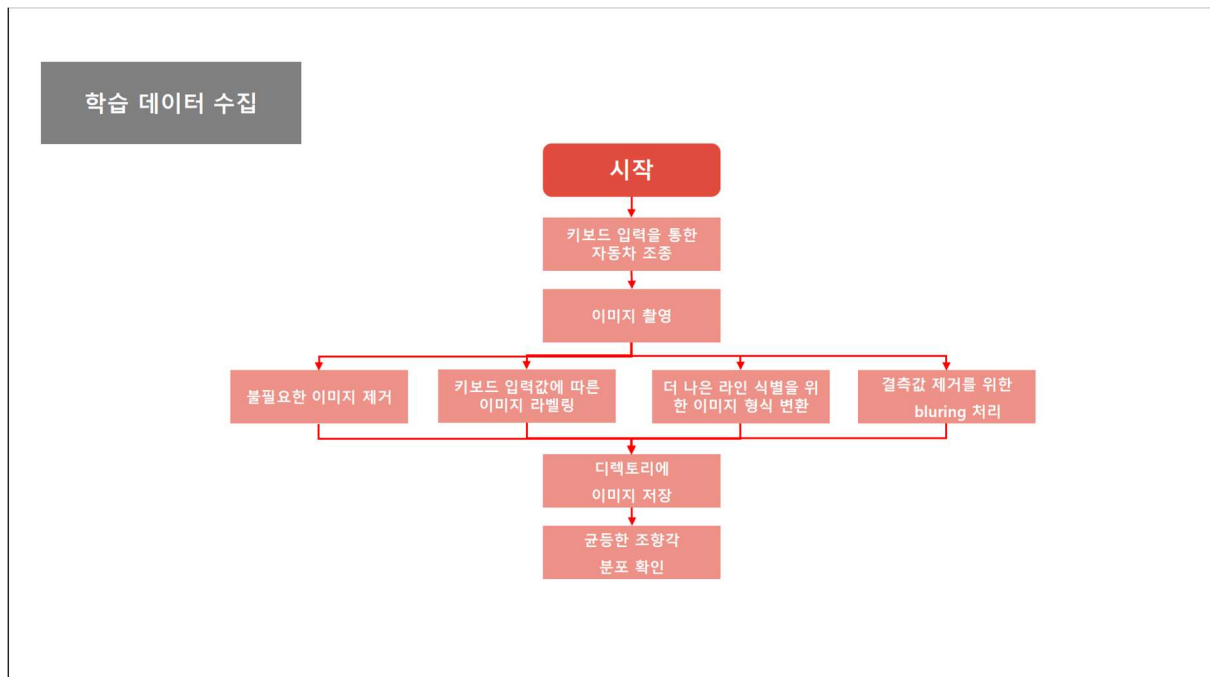 학습 데이터 수집
시작
키보드 입력을 통한
자동차 조종
이미지 촬영
불필요한 이미지 제거
키보드 입력값에 따른
이미지 라벨링
더 나은 라인 식별을 위
한 이미지 형식 변환
결측값 제거를 위한
bluring 처리
디렉토리에
이미지 저장
균등한 조향각
분포 확인